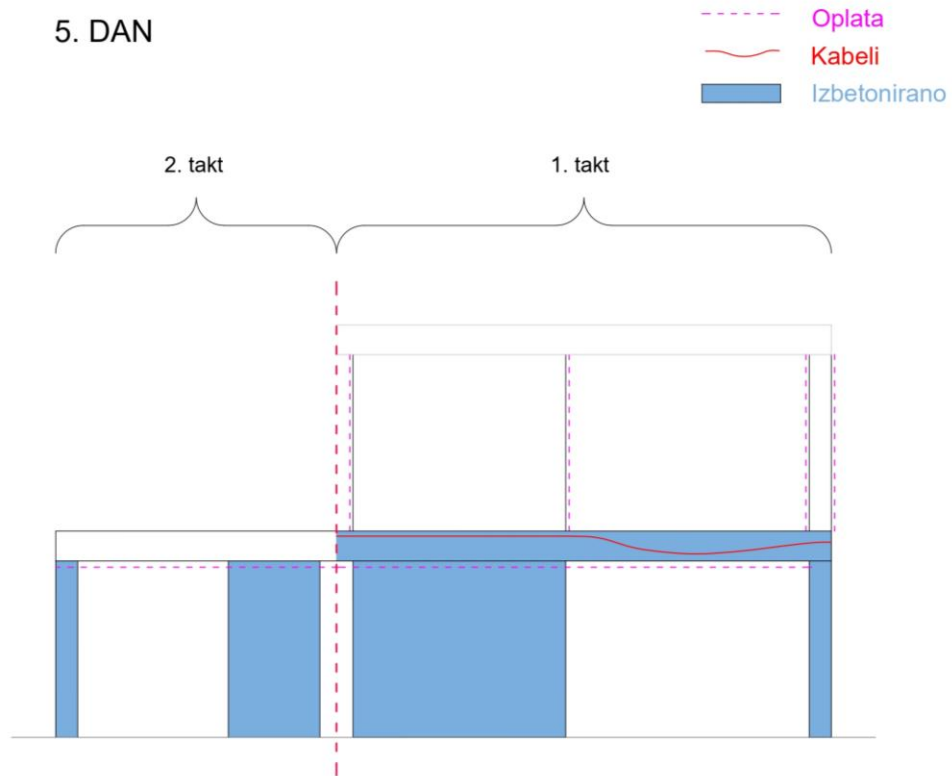 5. DAN
Oplata
Kabeli
Izbetonirano
2. takt
1. takt